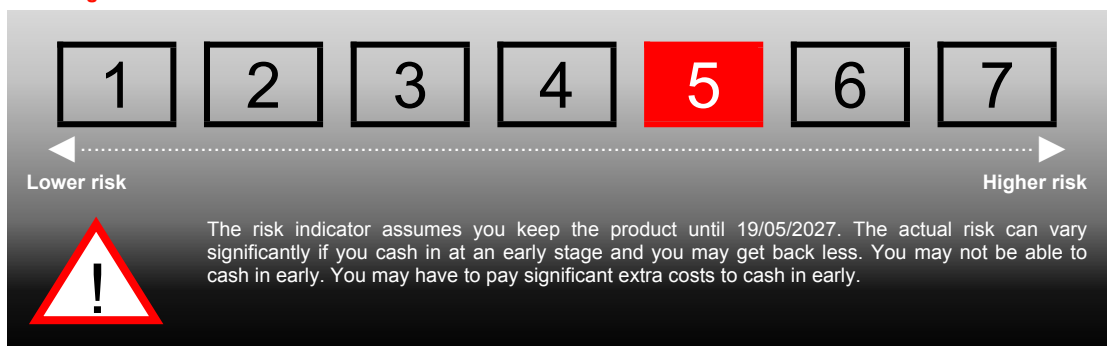 1 2 3 4 5 6 7
Lower risk Higher risk
The risk indicator assumes you keep the product until 19/05/2027. The actual risk can vary
significantly if you cash in at an early stage and you may get back less. You may not be able to
cash in early. You may have to pay significant extra costs to cash in early.
!